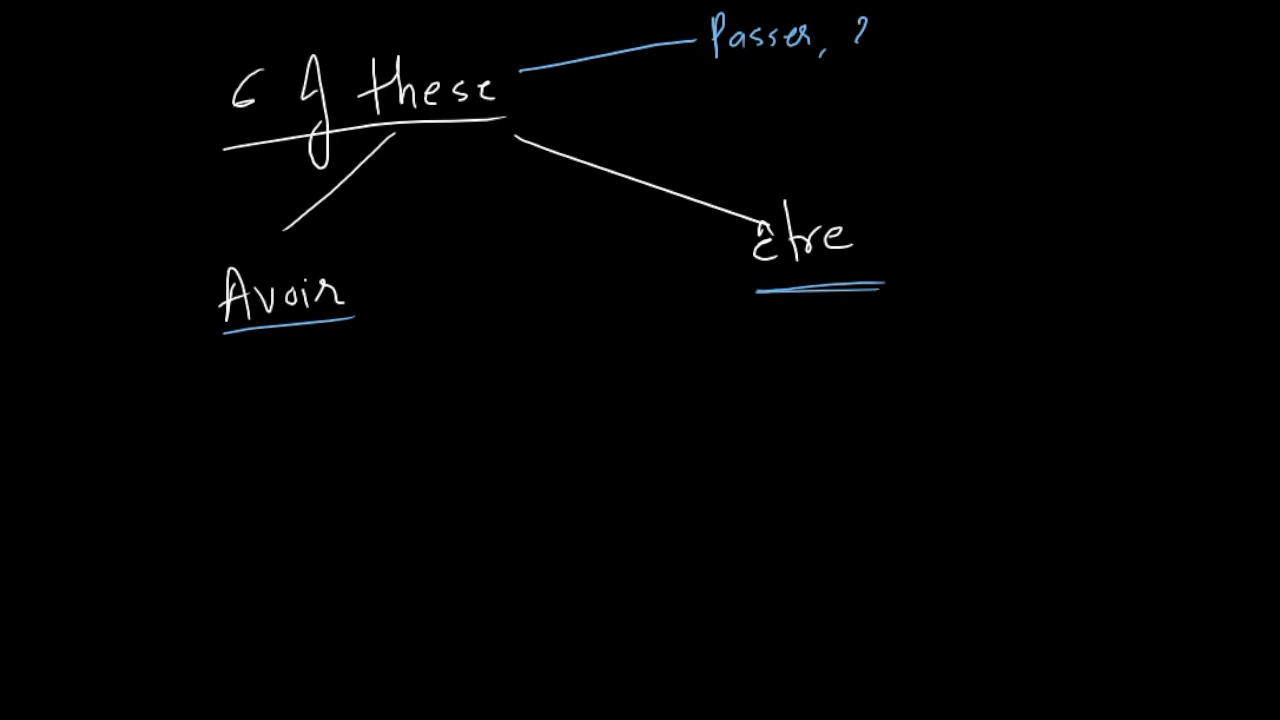 Passer, ?
6 of these
être
Avoir